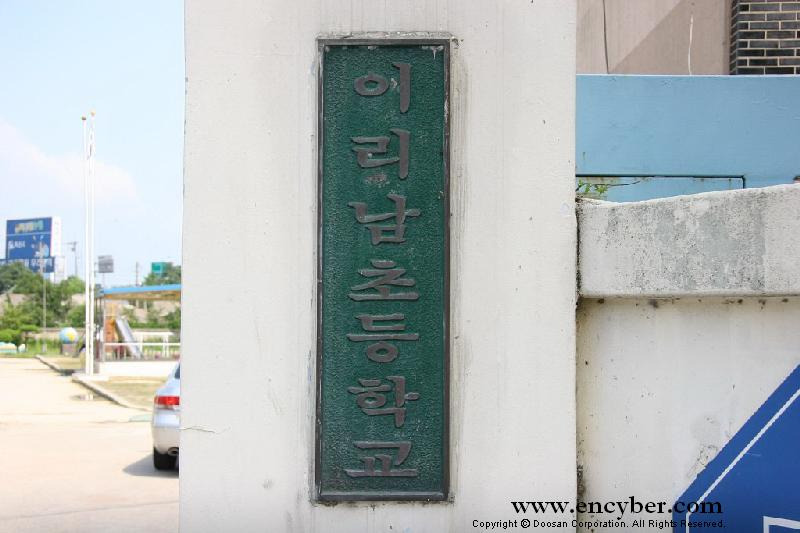 이리남초등학교
www.encyber.com
Copyright © Doosan Corporation. All Rights Reserved.